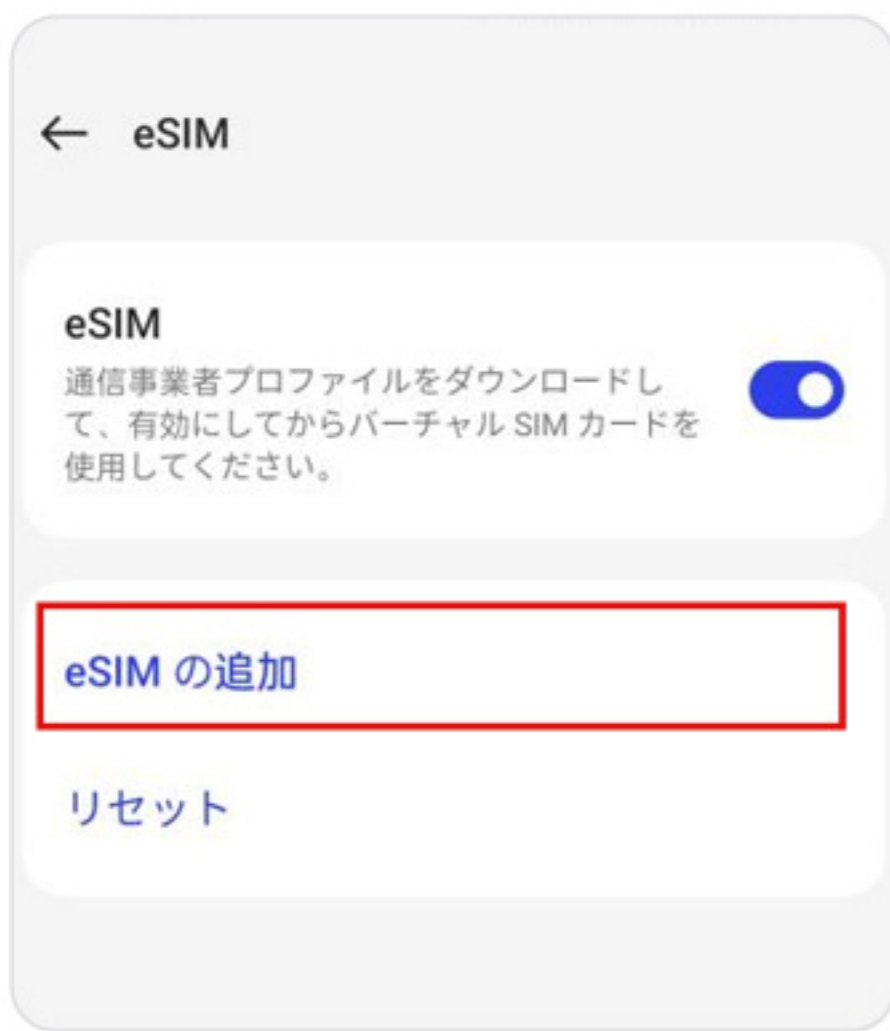 ← eSIM
eSIM
通信事業者プロファイルをダウンロードし
て、有効にしてからバーチャル SIM カードを
使用してください。
eSIM の追加
リセット